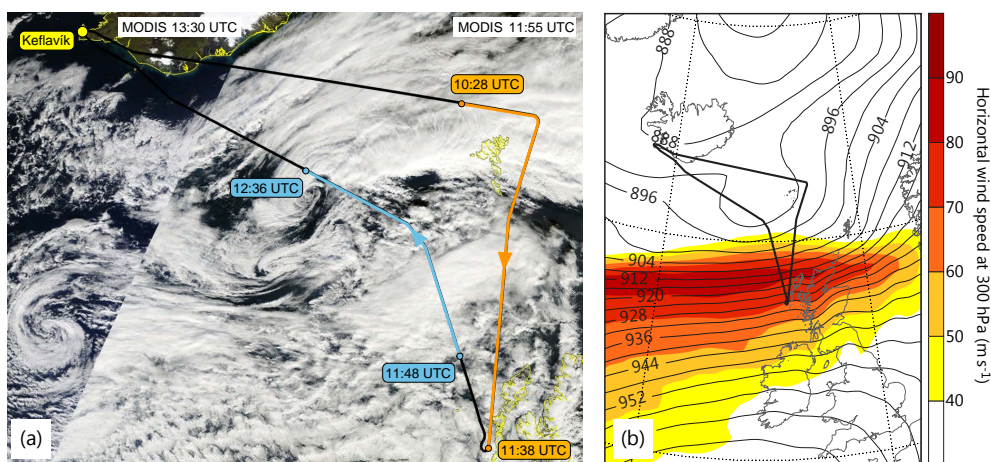 MODIS 13:30 UTC
MODIS 11:55 UTC
Keflavík
10:28 UTC
12:36 UTC
11:48 UTC
11:38 UTC
(a)
888
896
904
912
888
896
904
912
920
928
936
944
952
(b)
90
80
70
60
50
40
Horizontal wind speed at 300 hPa (m s-1)